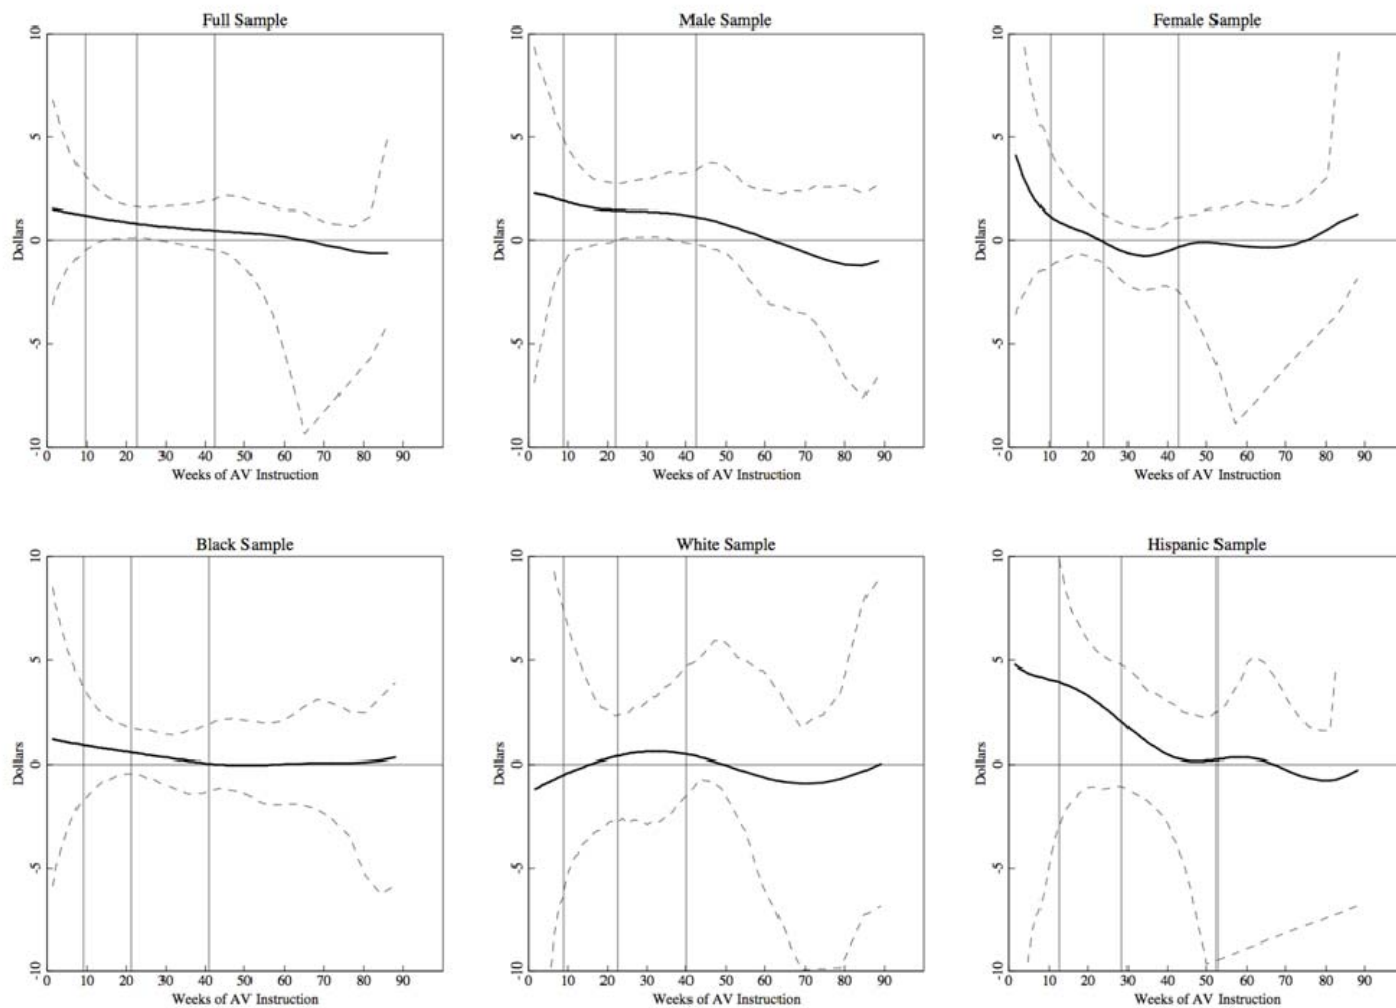 Full Sample
Male Sample
Female Sample
10
5
0
-5
-10
Dollars
0 10 20 30 40 50 60 70 80 90
Weeks of AV Instruction
10
5
0
-5
-10
Dollars
0 10 20 30 40 50 60 70 80 90
Weeks of AV Instruction
10
5
0
-5
-10
Dollars
0 10 20 30 40 50 60 70 80 90
Weeks of AV Instruction
Black Sample
White Sample
Hispanic Sample
10
5
0
-5
-10
Dollars
0 10 20 30 40 50 60 70 80 90
Weeks of AV Instruction
10
5
0
-5
-10
Dollars
0 10 20 30 40 50 60 70 80 90
Weeks of AV Instruction
10
5
0
-5
-10
Dollars
0 10 20 30 40 50 60 70 80 90
Weeks of AV Instruction